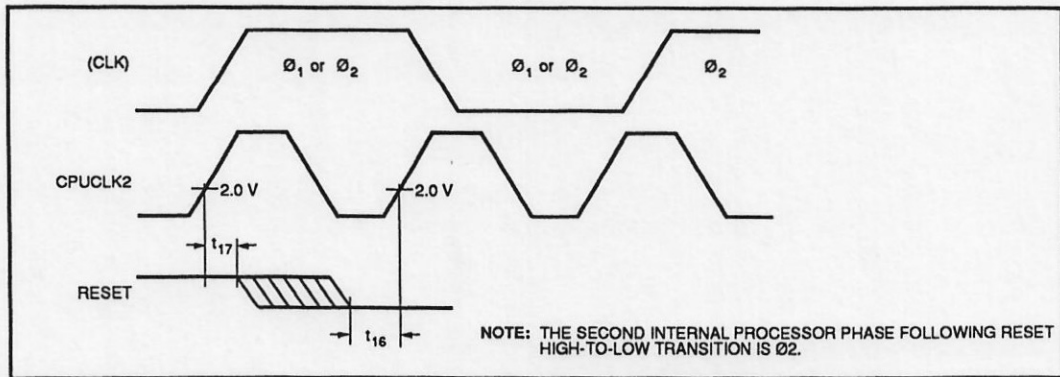 (CLK)
Ø1 or Ø2
Ø1 or Ø2
Ø2
CPUCLK2
2.0 V
2.0 V
t17
RESET
t16
NOTE: THE SECOND INTERNAL PROCESSOR PHASE FOLLOWING RESET
HIGH-TO-LOW TRANSITION IS Ø2.